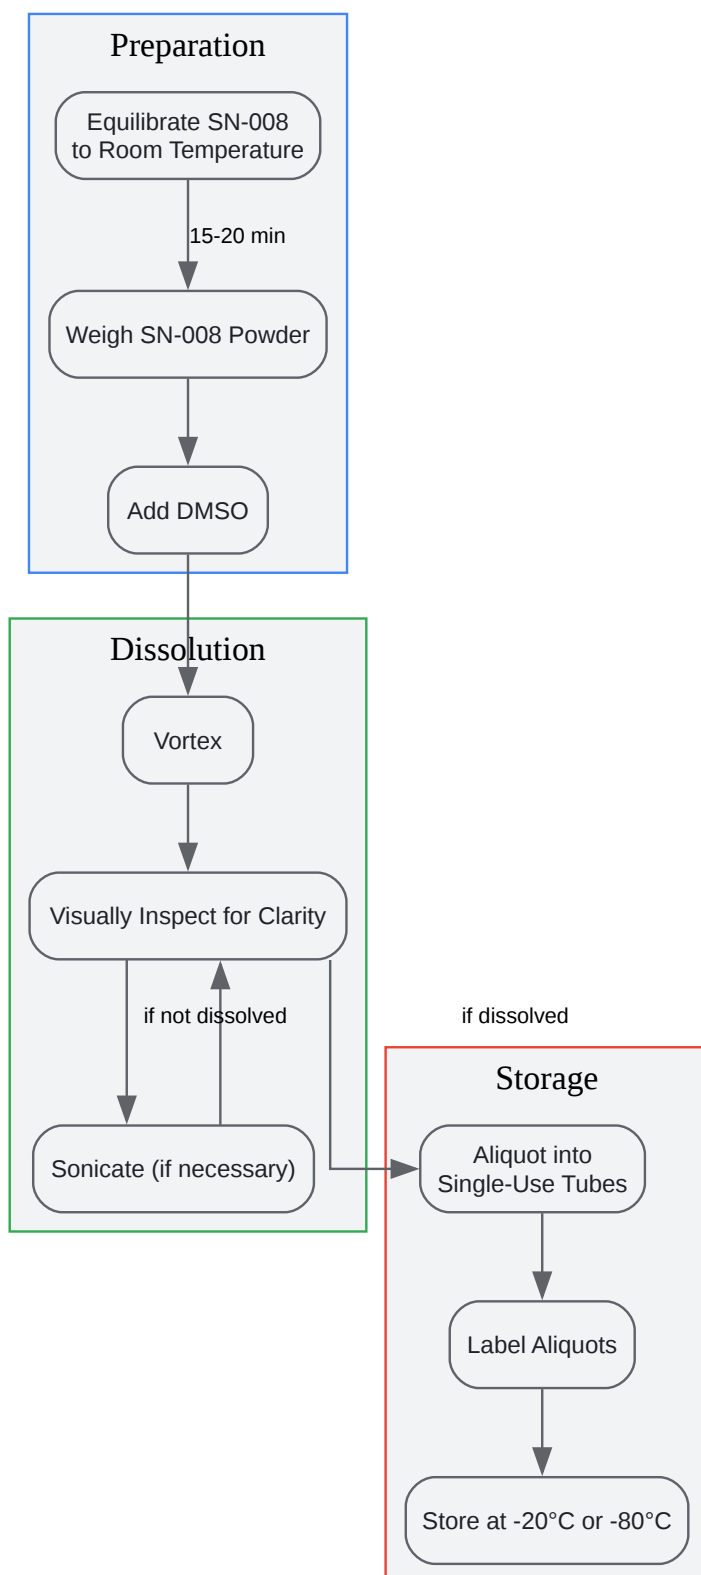 Preparation
Equilibrate SN-008
to Room Temperature
15-20 min
Weigh SN-008 Powder
Add DMSO
Dissolution
Vortex
Visually Inspect for Clarity
if not dissolved
if dissolved
Sonicate (if necessary)
Storage
Aliquot into
Single-Use Tubes
Label Aliquots
Store at -20°C or -80°C